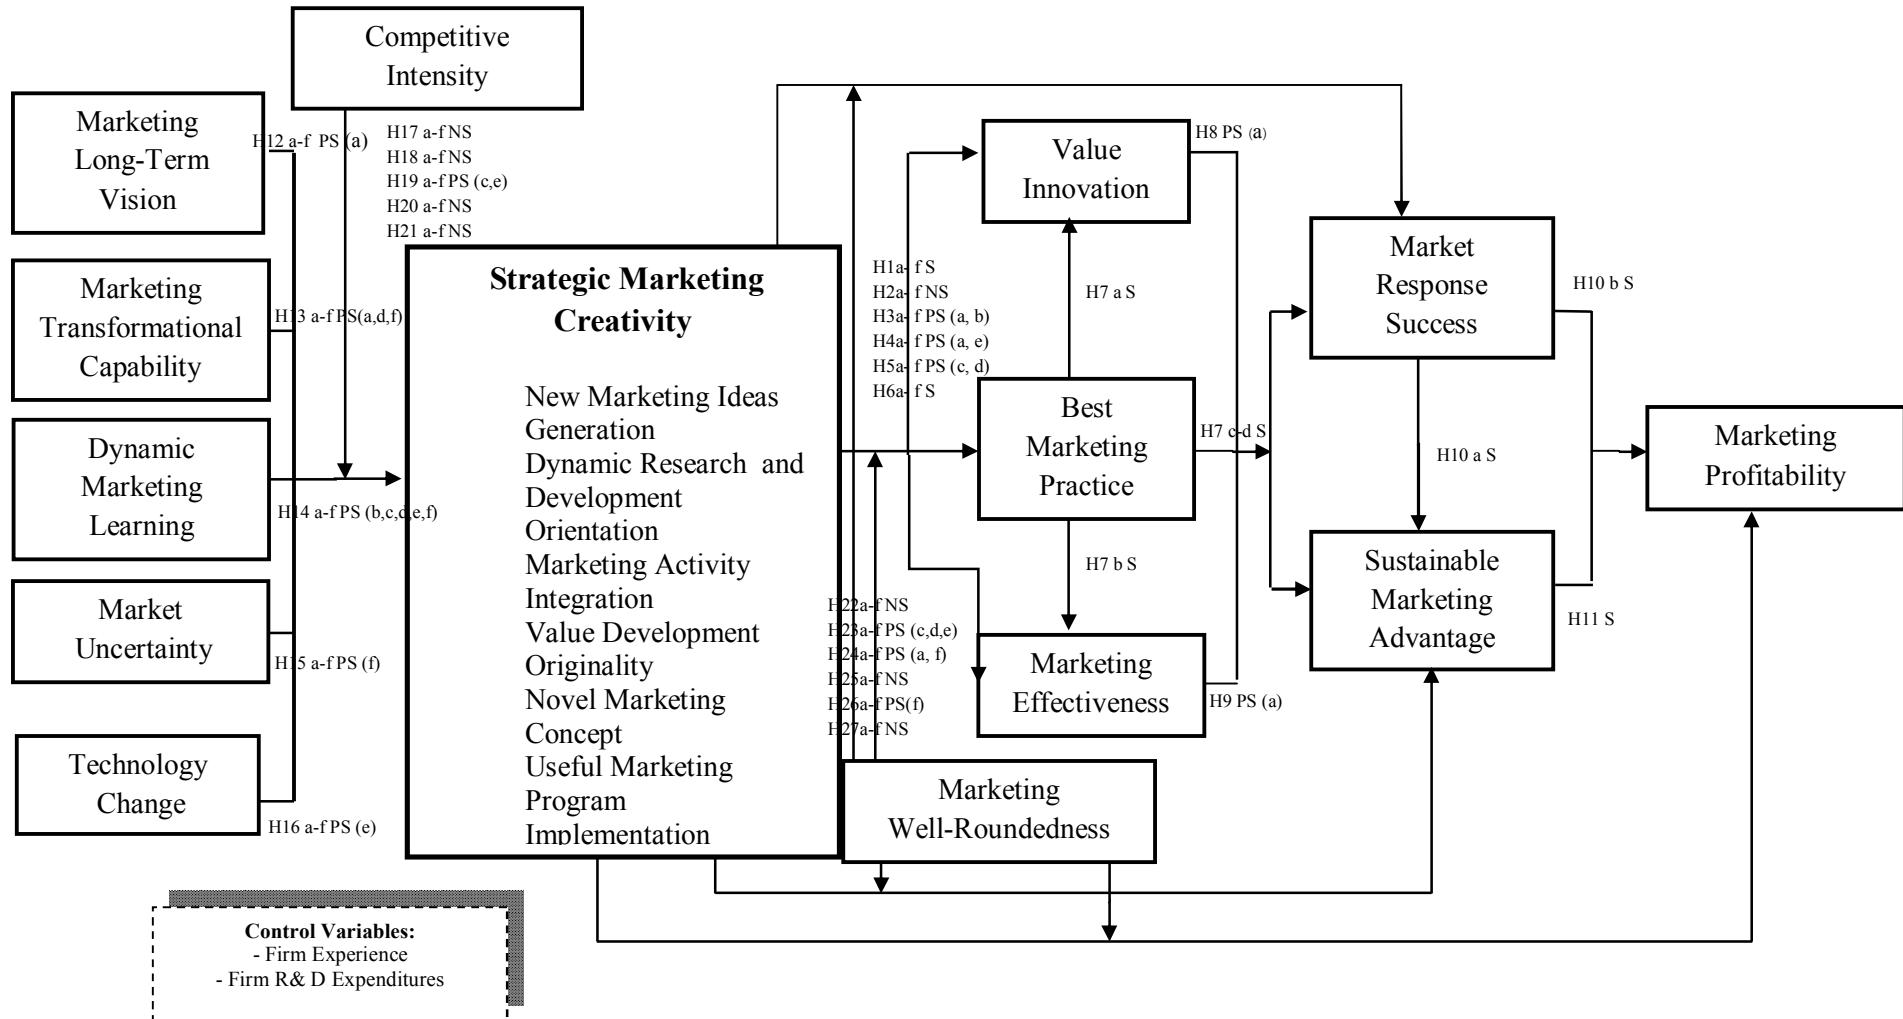 Competitive
Intensity
Marketing
Long-Term
Vision
H12 a-f PS (a)
H17 a-f NS
H18 a-f NS
H19 a-f PS (c,e)
H20 a-f NS
H21 a-f NS
Marketing
Transformational
Capability
H13 a-f PS(a,d,f)
Dynamic
Marketing
Learning
H14 a-f PS (b,c,d,e,f)
Market
Uncertainty
H15 a-f PS (f)
Technology
Change
H16 a-f PS (e)
Strategic Marketing
Creativity
New Marketing Ideas
Generation
Dynamic Research and
Development
Orientation
Marketing Activity
Integration
Value Development
Originality
Novel Marketing
Concept
Useful Marketing
Program
Implementation
H1a- f S
H2a- f NS
H3a- f PS (a, b)
H4a- f PS (a, e)
H5a- f PS (c, d)
H6a- f S
Value
Innovation
H8 PS (a)
H7 a S
Best
Marketing
Practice
H7 c-d S
H7 b S
H22a-f NS
H23a-f PS (c,d,e)
H24a-f PS (a, f)
H25a-f NS
H26a-f PS(f)
H27a-f NS
Marketing
Effectiveness
H9 PS (a)
Marketing
Well-Roundedness
Market
Response
Success
H10 b S
H10 a S
Sustainable
Marketing
Advantage
H11 S
Marketing
Profitability
Control Variables:
- Firm Experience
- Firm R& D Expenditures